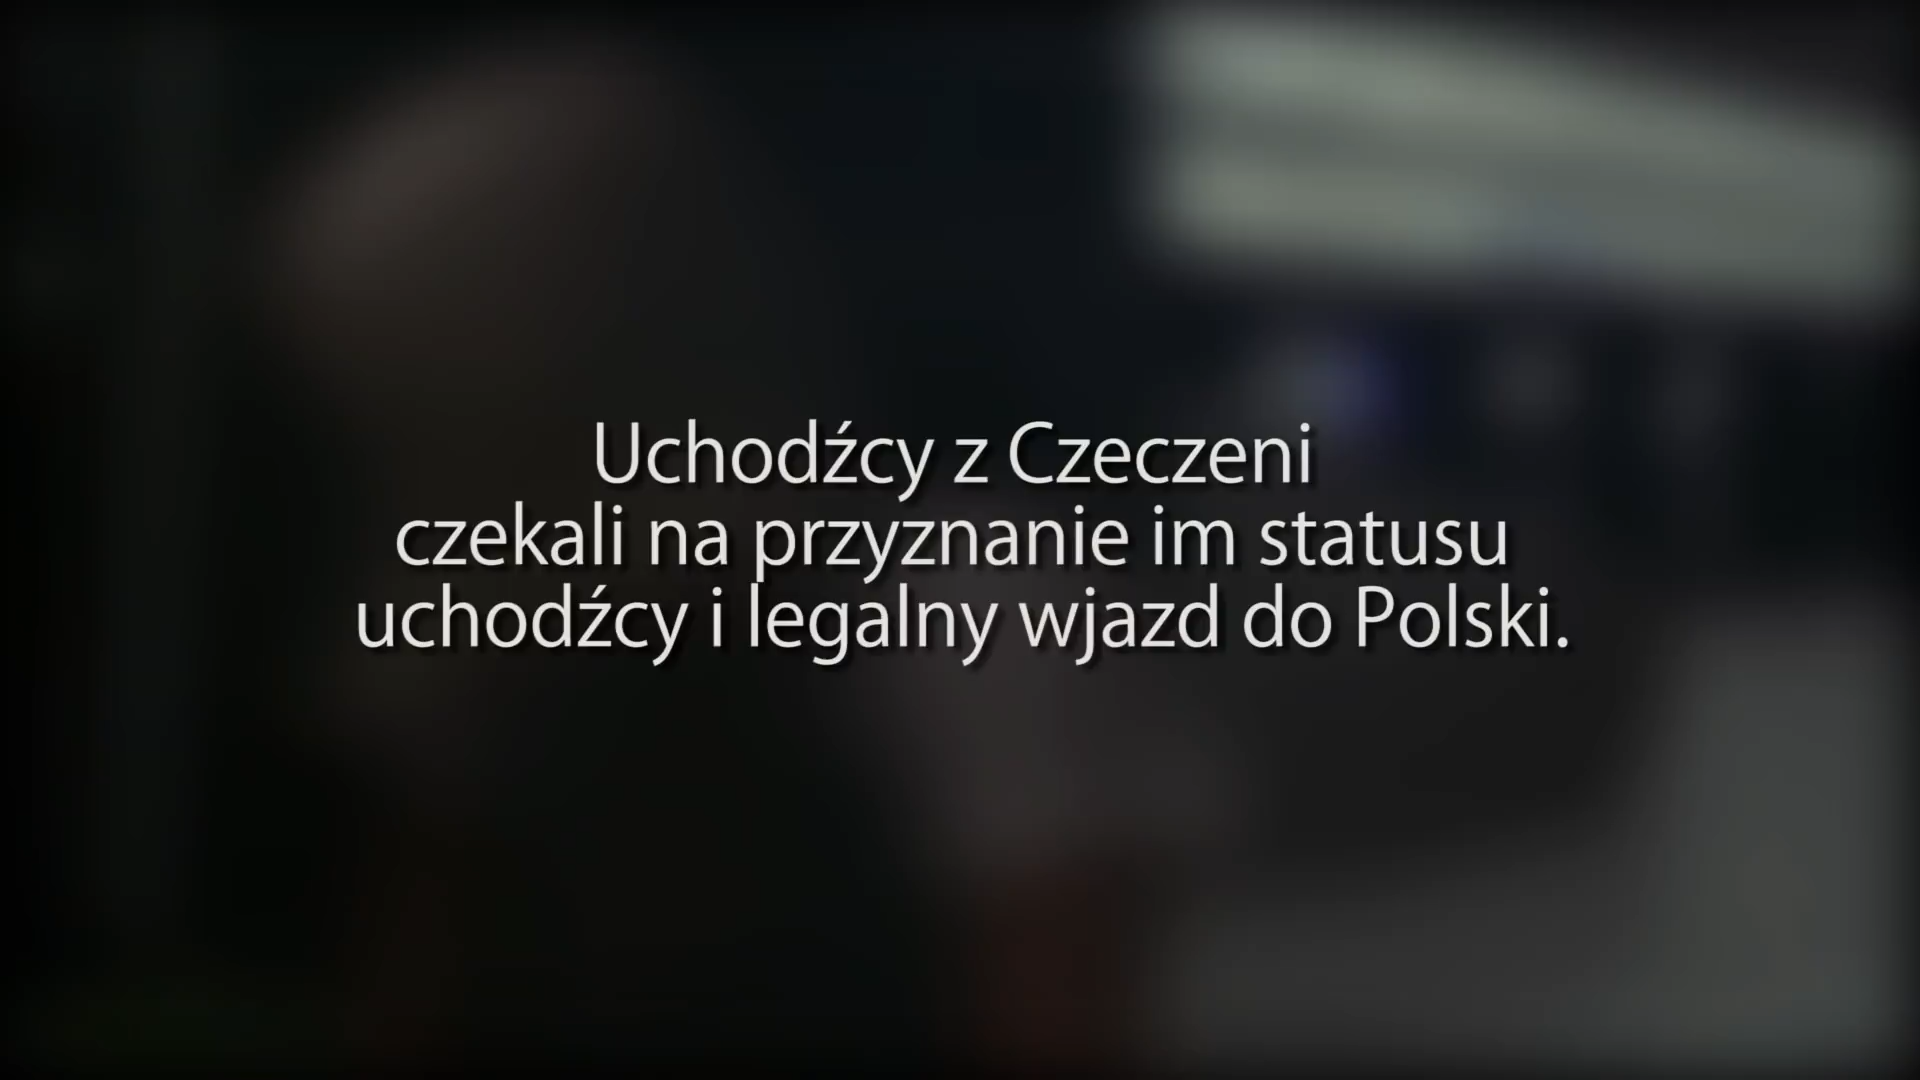 Uchodźcy z Czeczeni
czekali na przyznanie im statusu
uchodźcy i legalny wjazd do Polski.